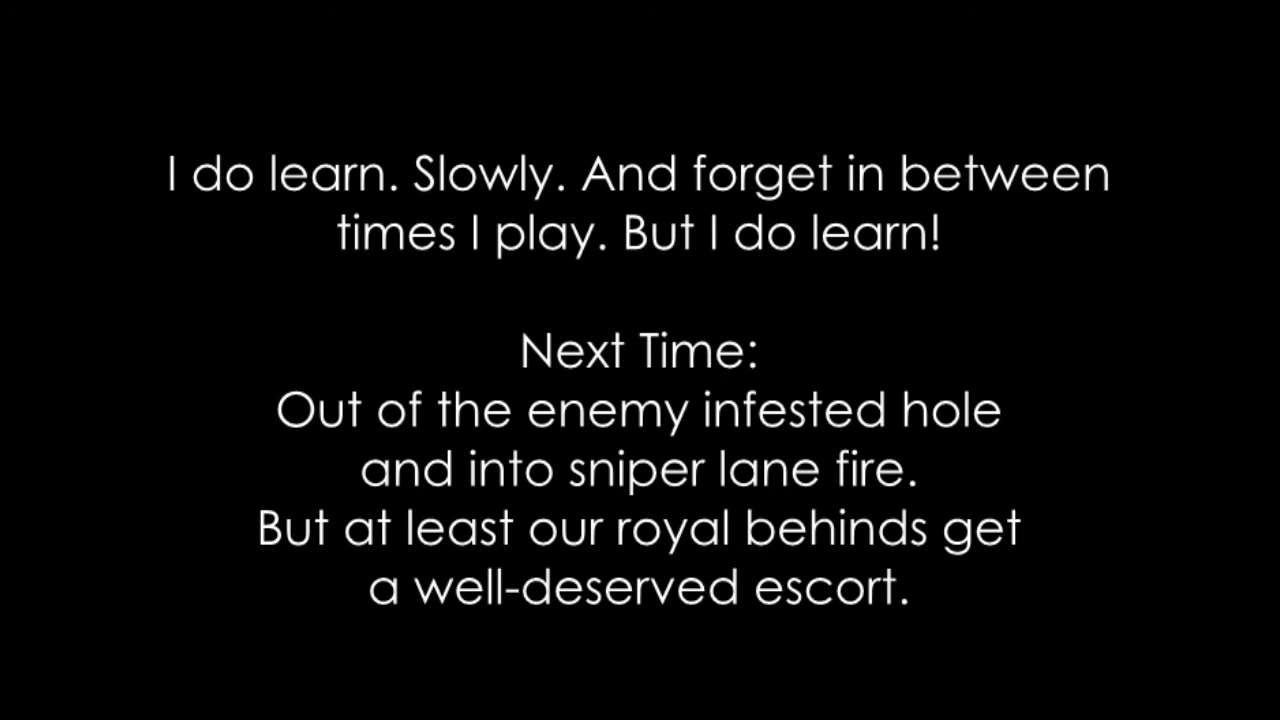 I do learn. Slowly. And forget in between
times I play. But I do learn!
Next Time:
Out of the enemy infested hole
and into sniper lane fire.
But at least our royal behinds get
a well-deserved escort.